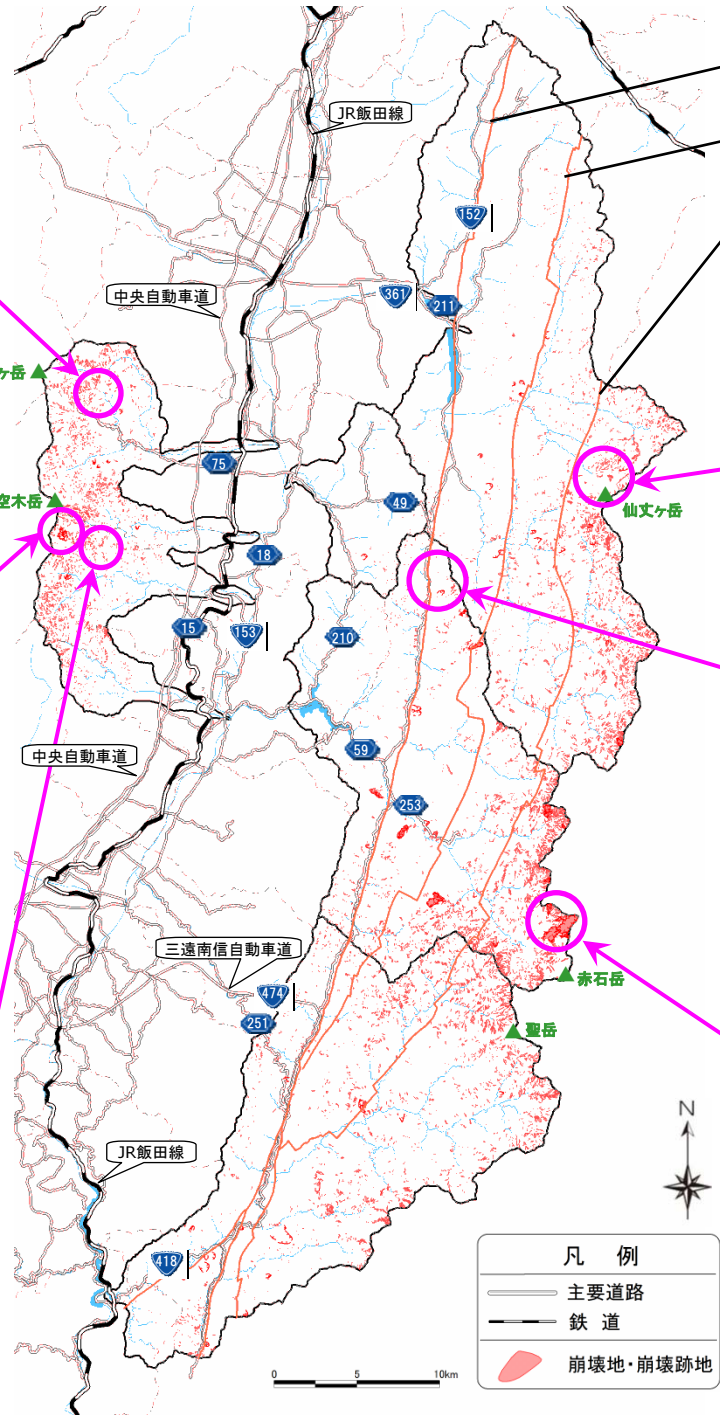 JR飯田線
152
361
211
中央自動車道
ヶ岳
75
49
仙丈ヶ岳
空木岳
18
15
153
210
59
中央自動車道
253
三遠南信自動車道
474
251
赤石岳
聖岳
N
JR飯田線
418
凡 例
主要道路
鉄 道
崩壊地・崩壊跡地
0 5 10km